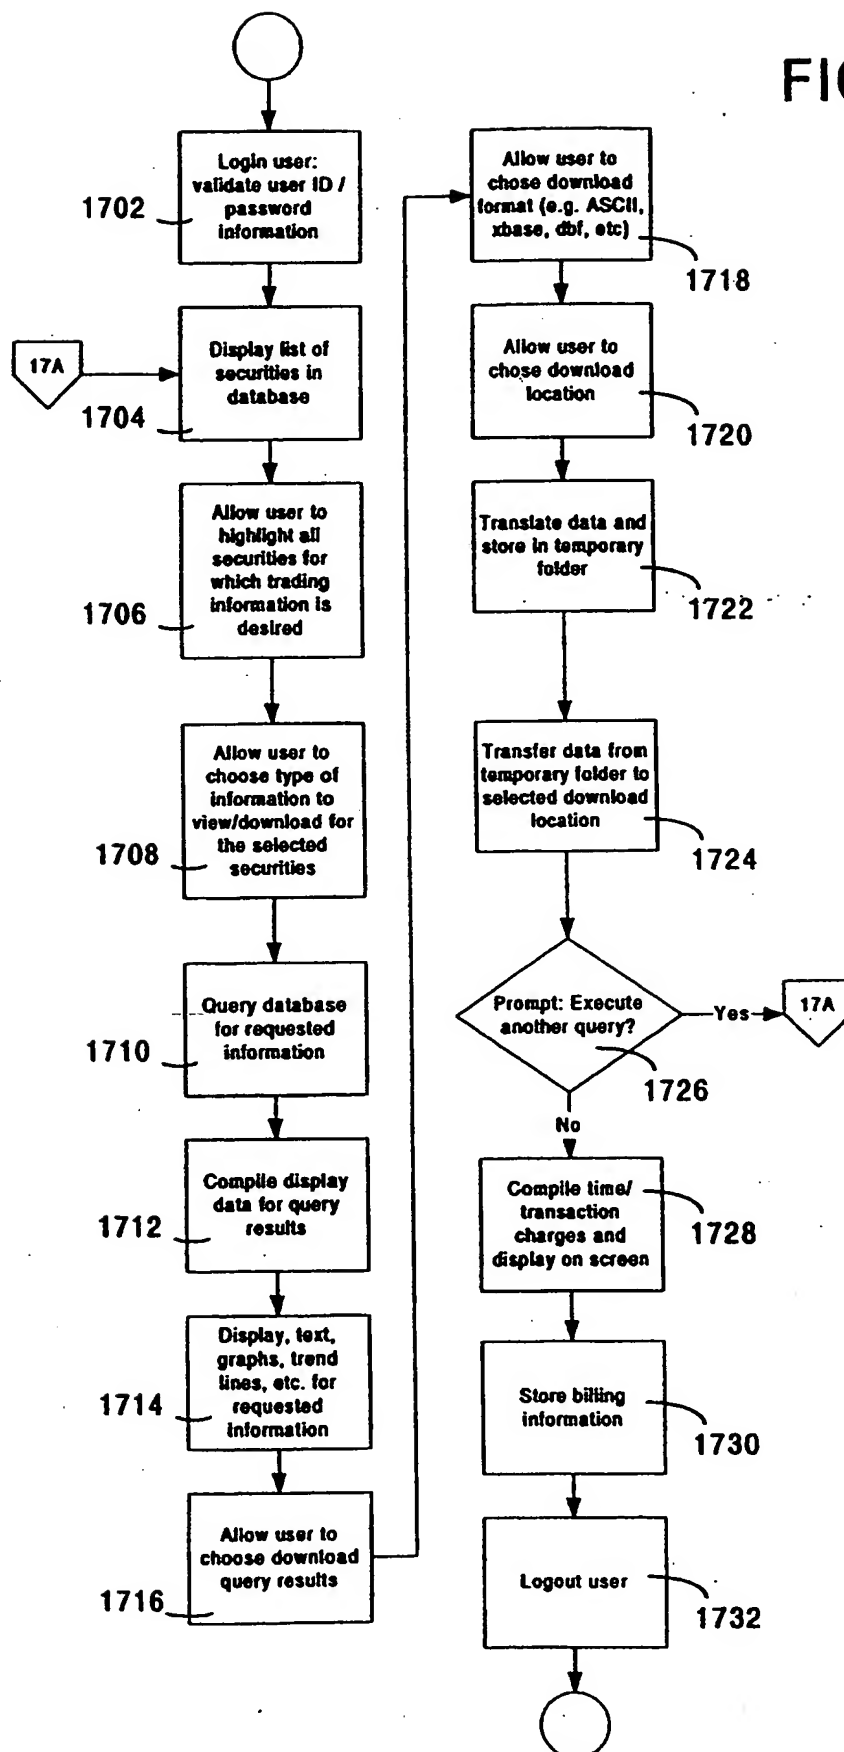 FIG
Login user:
validate user ID /
password
information
1702
17A
Display list of
securities in
database
1704
Allow user to
highlight all
securities for
which trading
information is
desired
1706
Allow user to
choose type of
information to
view/download for
the selected
securities
1708
Query database
for requested
information
1710
Compile display
data for query
results
1712
Display, text,
graphs, trend
lines, etc. for
requested
information
1714
Allow user to
choose download
query results
1716
Allow user to
chose download
format (e.g. ASCII,
xbase, dbf, etc)
1718
Allow user to
chose download
location
1720
Translate data and
store in temporary
folder
1722
Transfer data from
temporary folder to
selected download
location
1724
Prompt: Execute
another query?
Yes
17A
1726
No
Compile time/
transaction
charges and
display on screen
1728
Store billing
information
1730
Logout user
1732